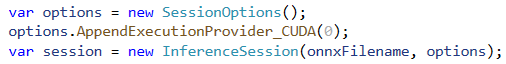 var options = new SessionOptions();
options.AppendExecutionProvider_CUDA(0);
var session = new InferenceSession(onnxFilename, options);